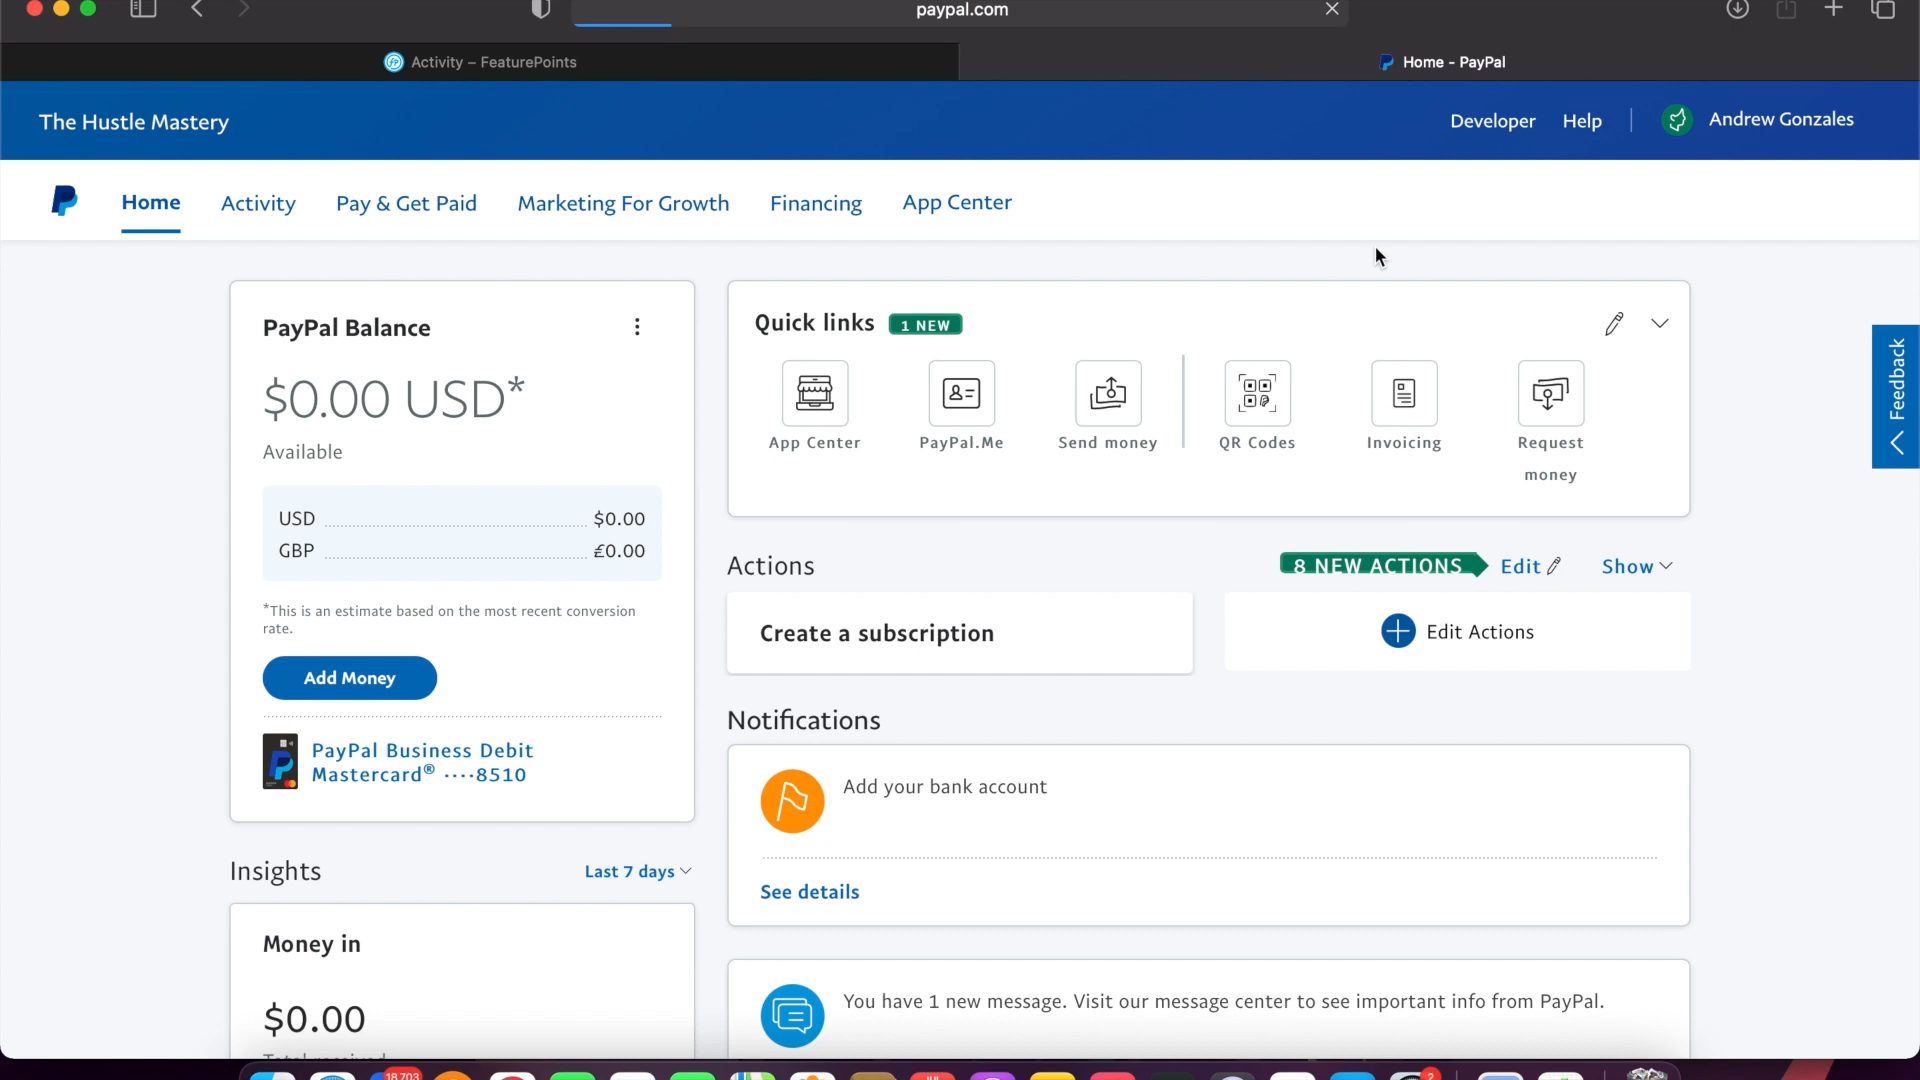 paypal.com
Activity – FeaturePoints
Home - PayPal
The Hustle Mastery
Developer
Help
Andrew Gonzales
Home
Activity
Pay & Get Paid
Marketing For Growth
Financing
App Center
PayPal Balance
$0.00 USD*
Available
USD $0.00
GBP £0.00
*This is an estimate based on the most recent conversion
rate.
Add Money
PayPal Business Debit
Mastercard® ····8510
Insights
Last 7 days
Money in
$0.00
Total received
Quick links
1 NEW
App Center
PayPal.Me
Send money
QR Codes
Invoicing
Request
money
Feedback
Actions
8 NEW ACTIONS
Edit
Show
Create a subscription
Edit Actions
Notifications
Add your bank account
See details
You have 1 new message. Visit our message center to see important info from PayPal.
18,703
2